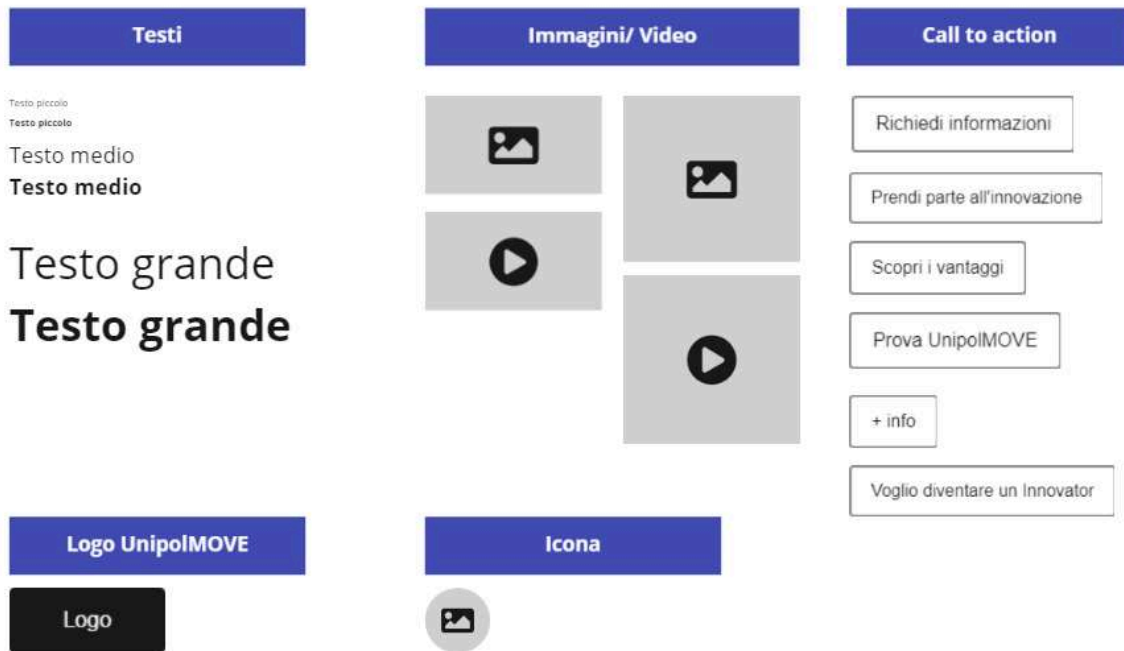 Testi
Testo piccolo
Testo piccolo
Testo medio
Testo medio
Testo grande
Testo grande
Immagini/ Video
Call to action
Richiedi informazioni
Prendi parte all'innovazione
Scopri i vantaggi
Prova UnipolMOVE
+ info
Voglio diventare un Innovator
Logo UnipolMOVE
Logo
Icona